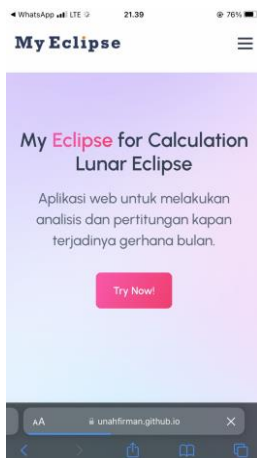 WhatsApp LTE 21.39 76%
My Eclipse
My Eclipse for Calculation
Lunar Eclipse
Aplikasi web untuk melakukan
analisis dan pertitungan kapan
terjadinya gerhana bulan.
Try Now!
AA unahfirman.github.io